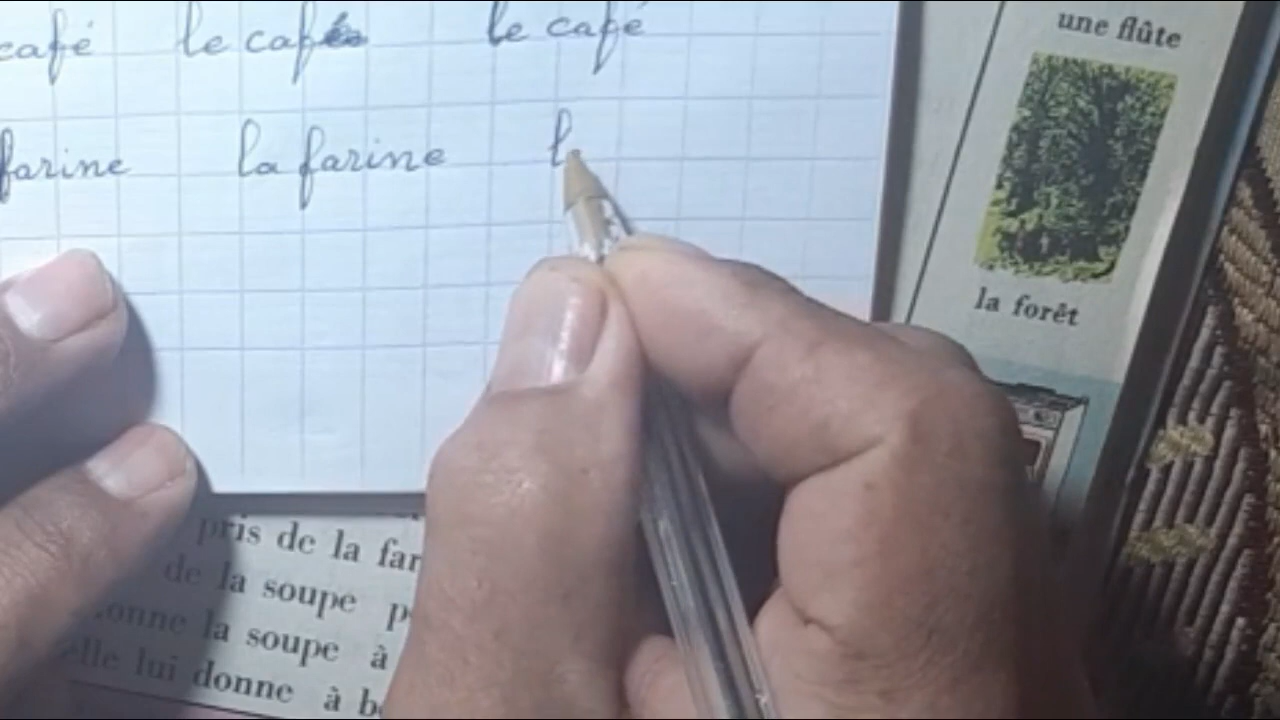 café le café le café
farine la farine l
une flûte
la forêt
pris de la far
de la soupe p
donne la soupe à
elle lui donne à b